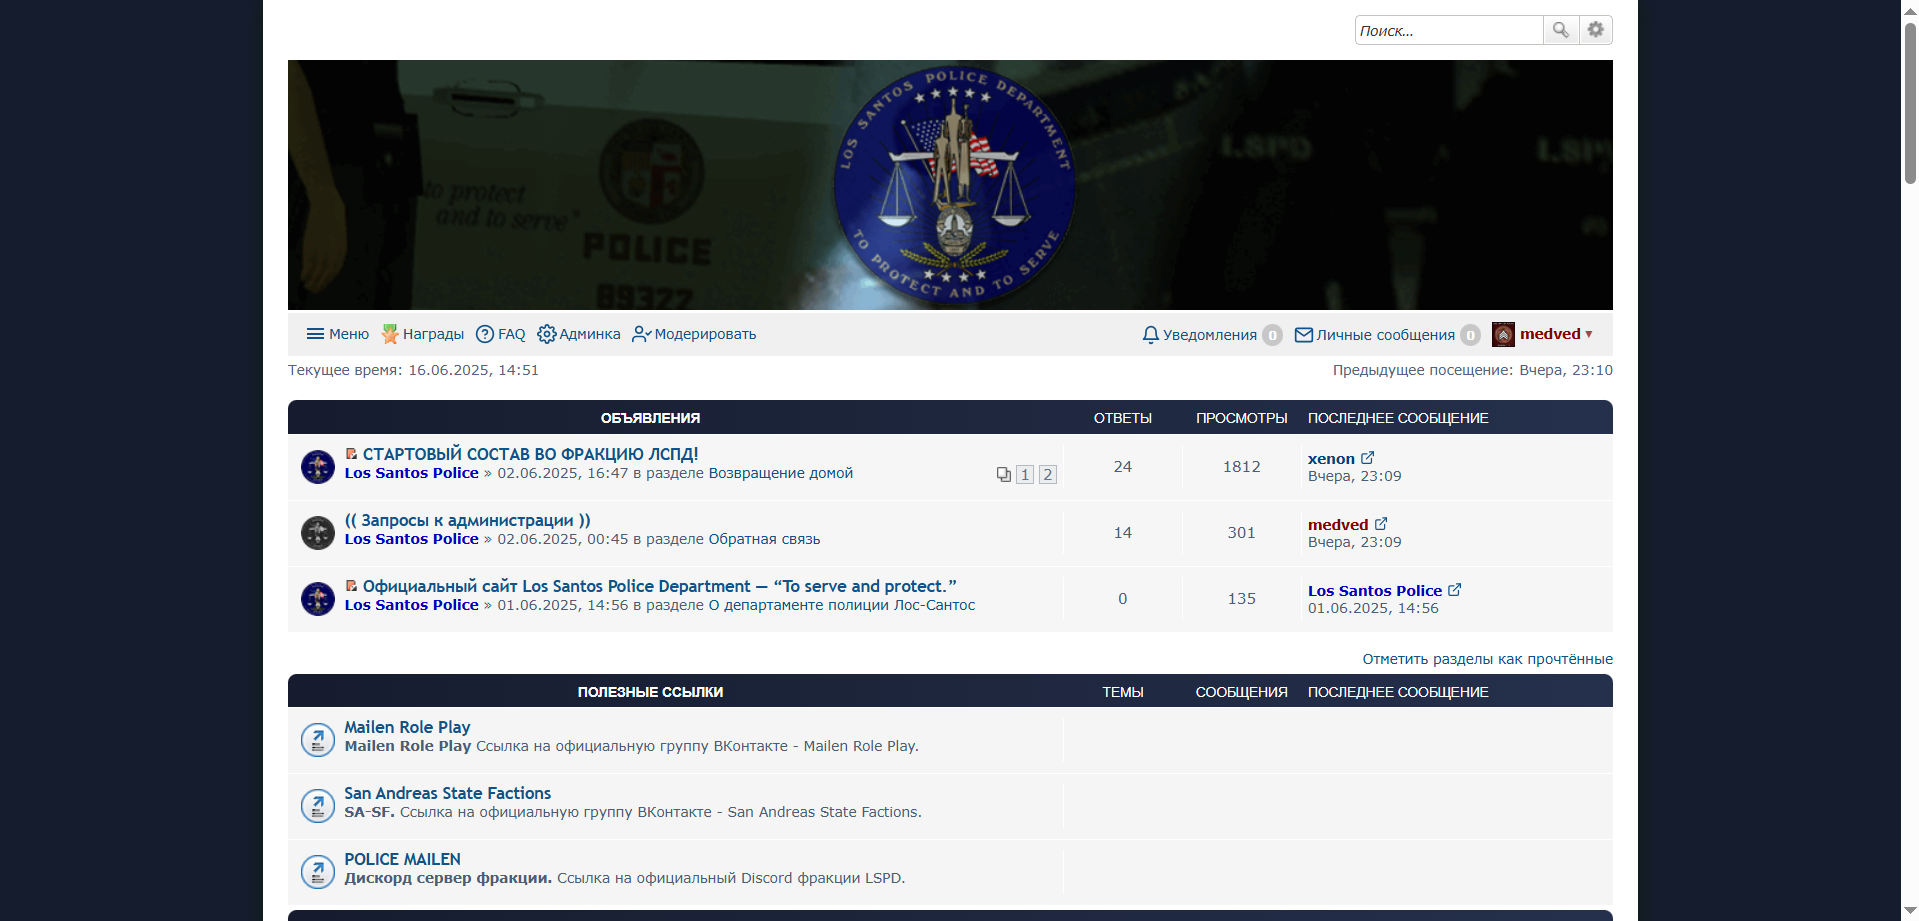 Поиск...
LOS SANTOS POLICE DEPARTMENT
TO PROTECT AND TO SERVE
to protect
and to serve"
POLICE
89377
LSPD
Меню Награды FAQ Админка Модерировать Уведомления 0 Личные сообщения 0 medved
Текущее время: 16.06.2025, 14:51 Предыдущее посещение: Вчера, 23:10
ОБЪЯВЛЕНИЯ ОТВЕТЫ ПРОСМОТРЫ ПОСЛЕДНЕЕ СООБЩЕНИЕ
СТАРТОВЫЙ СОСТАВ ВО ФРАКЦИЮ ЛСПД!
Los Santos Police » 02.06.2025, 16:47 в разделе Возвращение домой 1 2 24 1812 xenon
Вчера, 23:09
(( Запросы к администрации ))
Los Santos Police » 02.06.2025, 00:45 в разделе Обратная связь 14 301 medved
Вчера, 23:09
Официальный сайт Los Santos Police Department — “To serve and protect.”
Los Santos Police » 01.06.2025, 14:56 в разделе О департаменте полиции Лос-Сантос 0 135 Los Santos Police
01.06.2025, 14:56
Отметить разделы как прочтённые
ПОЛЕЗНЫЕ ССЫЛКИ ТЕМЫ СООБЩЕНИЯ ПОСЛЕДНЕЕ СООБЩЕНИЕ
Mailen Role Play
Mailen Role Play Ссылка на официальную группу ВКонтакте - Mailen Role Play.
San Andreas State Factions
SA-SF. Ссылка на официальную группу ВКонтакте - San Andreas State Factions.
POLICE MAILEN
Дискорд сервер фракции. Ссылка на официальный Discord фракции LSPD.